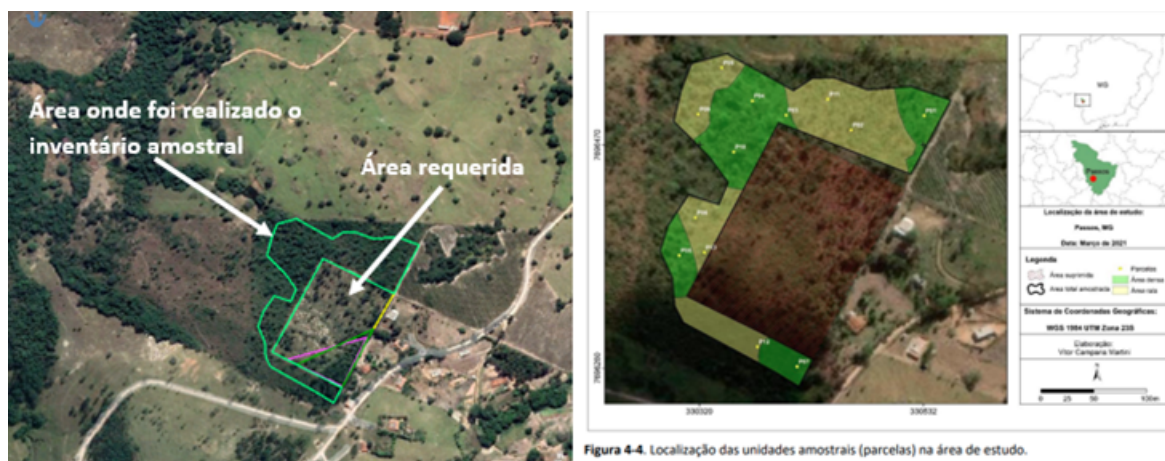 Área onde foi realizado o
inventário amostral
Área requerida
MG
Passos
Localização da área de estudo:
Passos, MG
Data: Março de 2021
Legenda
Área suprimida
Área total amostrada
Parcelas
Área densa
Área rala
Sistema de Coordenadas Geográficas:
WGS 1984 UTM Zona 23S
Elaboração:
Vitor Campana Martini
N
0 25 50 100m
7696470
7696260
330320
330532
Figura 4-4. Localização das unidades amostrais (parcelas) na área de estudo.